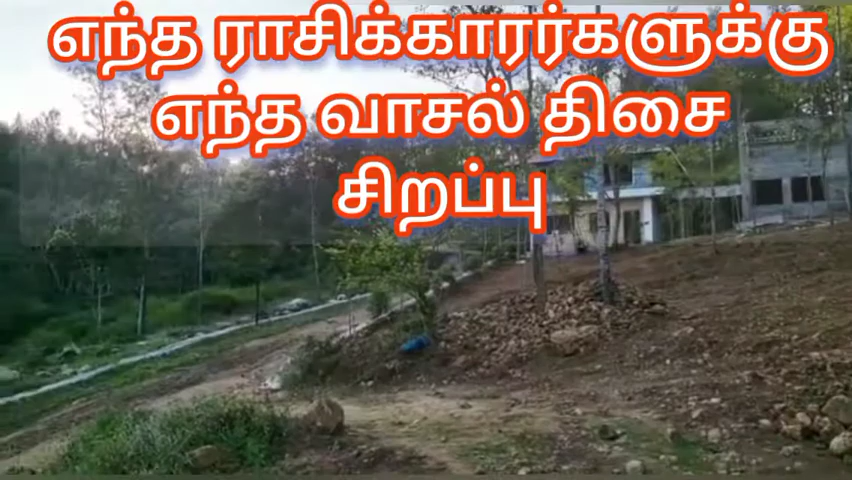 எந்த ராசிக்காரர்களுக்கு
எந்த வாசல் திசை
சிறப்பு